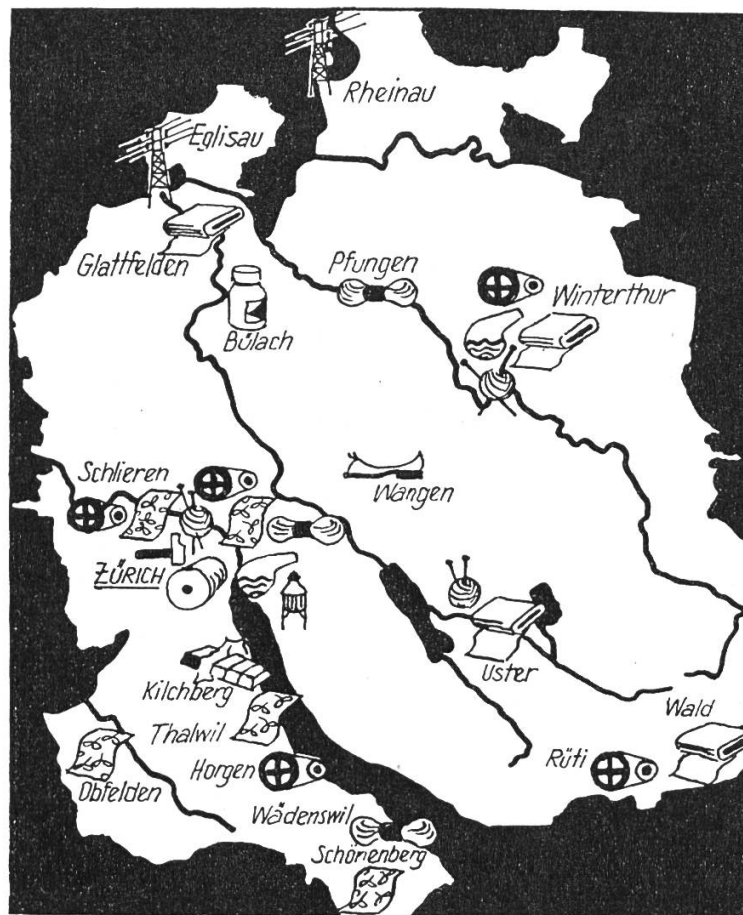 Rheinau
Eglisau
Glattfelden
Pfungen
Winterthur
Bülach
Schlieren
Wangen
ZÜRICH
Uster
Kilchberg
Thalwil
Wald
Obfelden
Horgen
Rüti
Wädenswil
Schönenberg